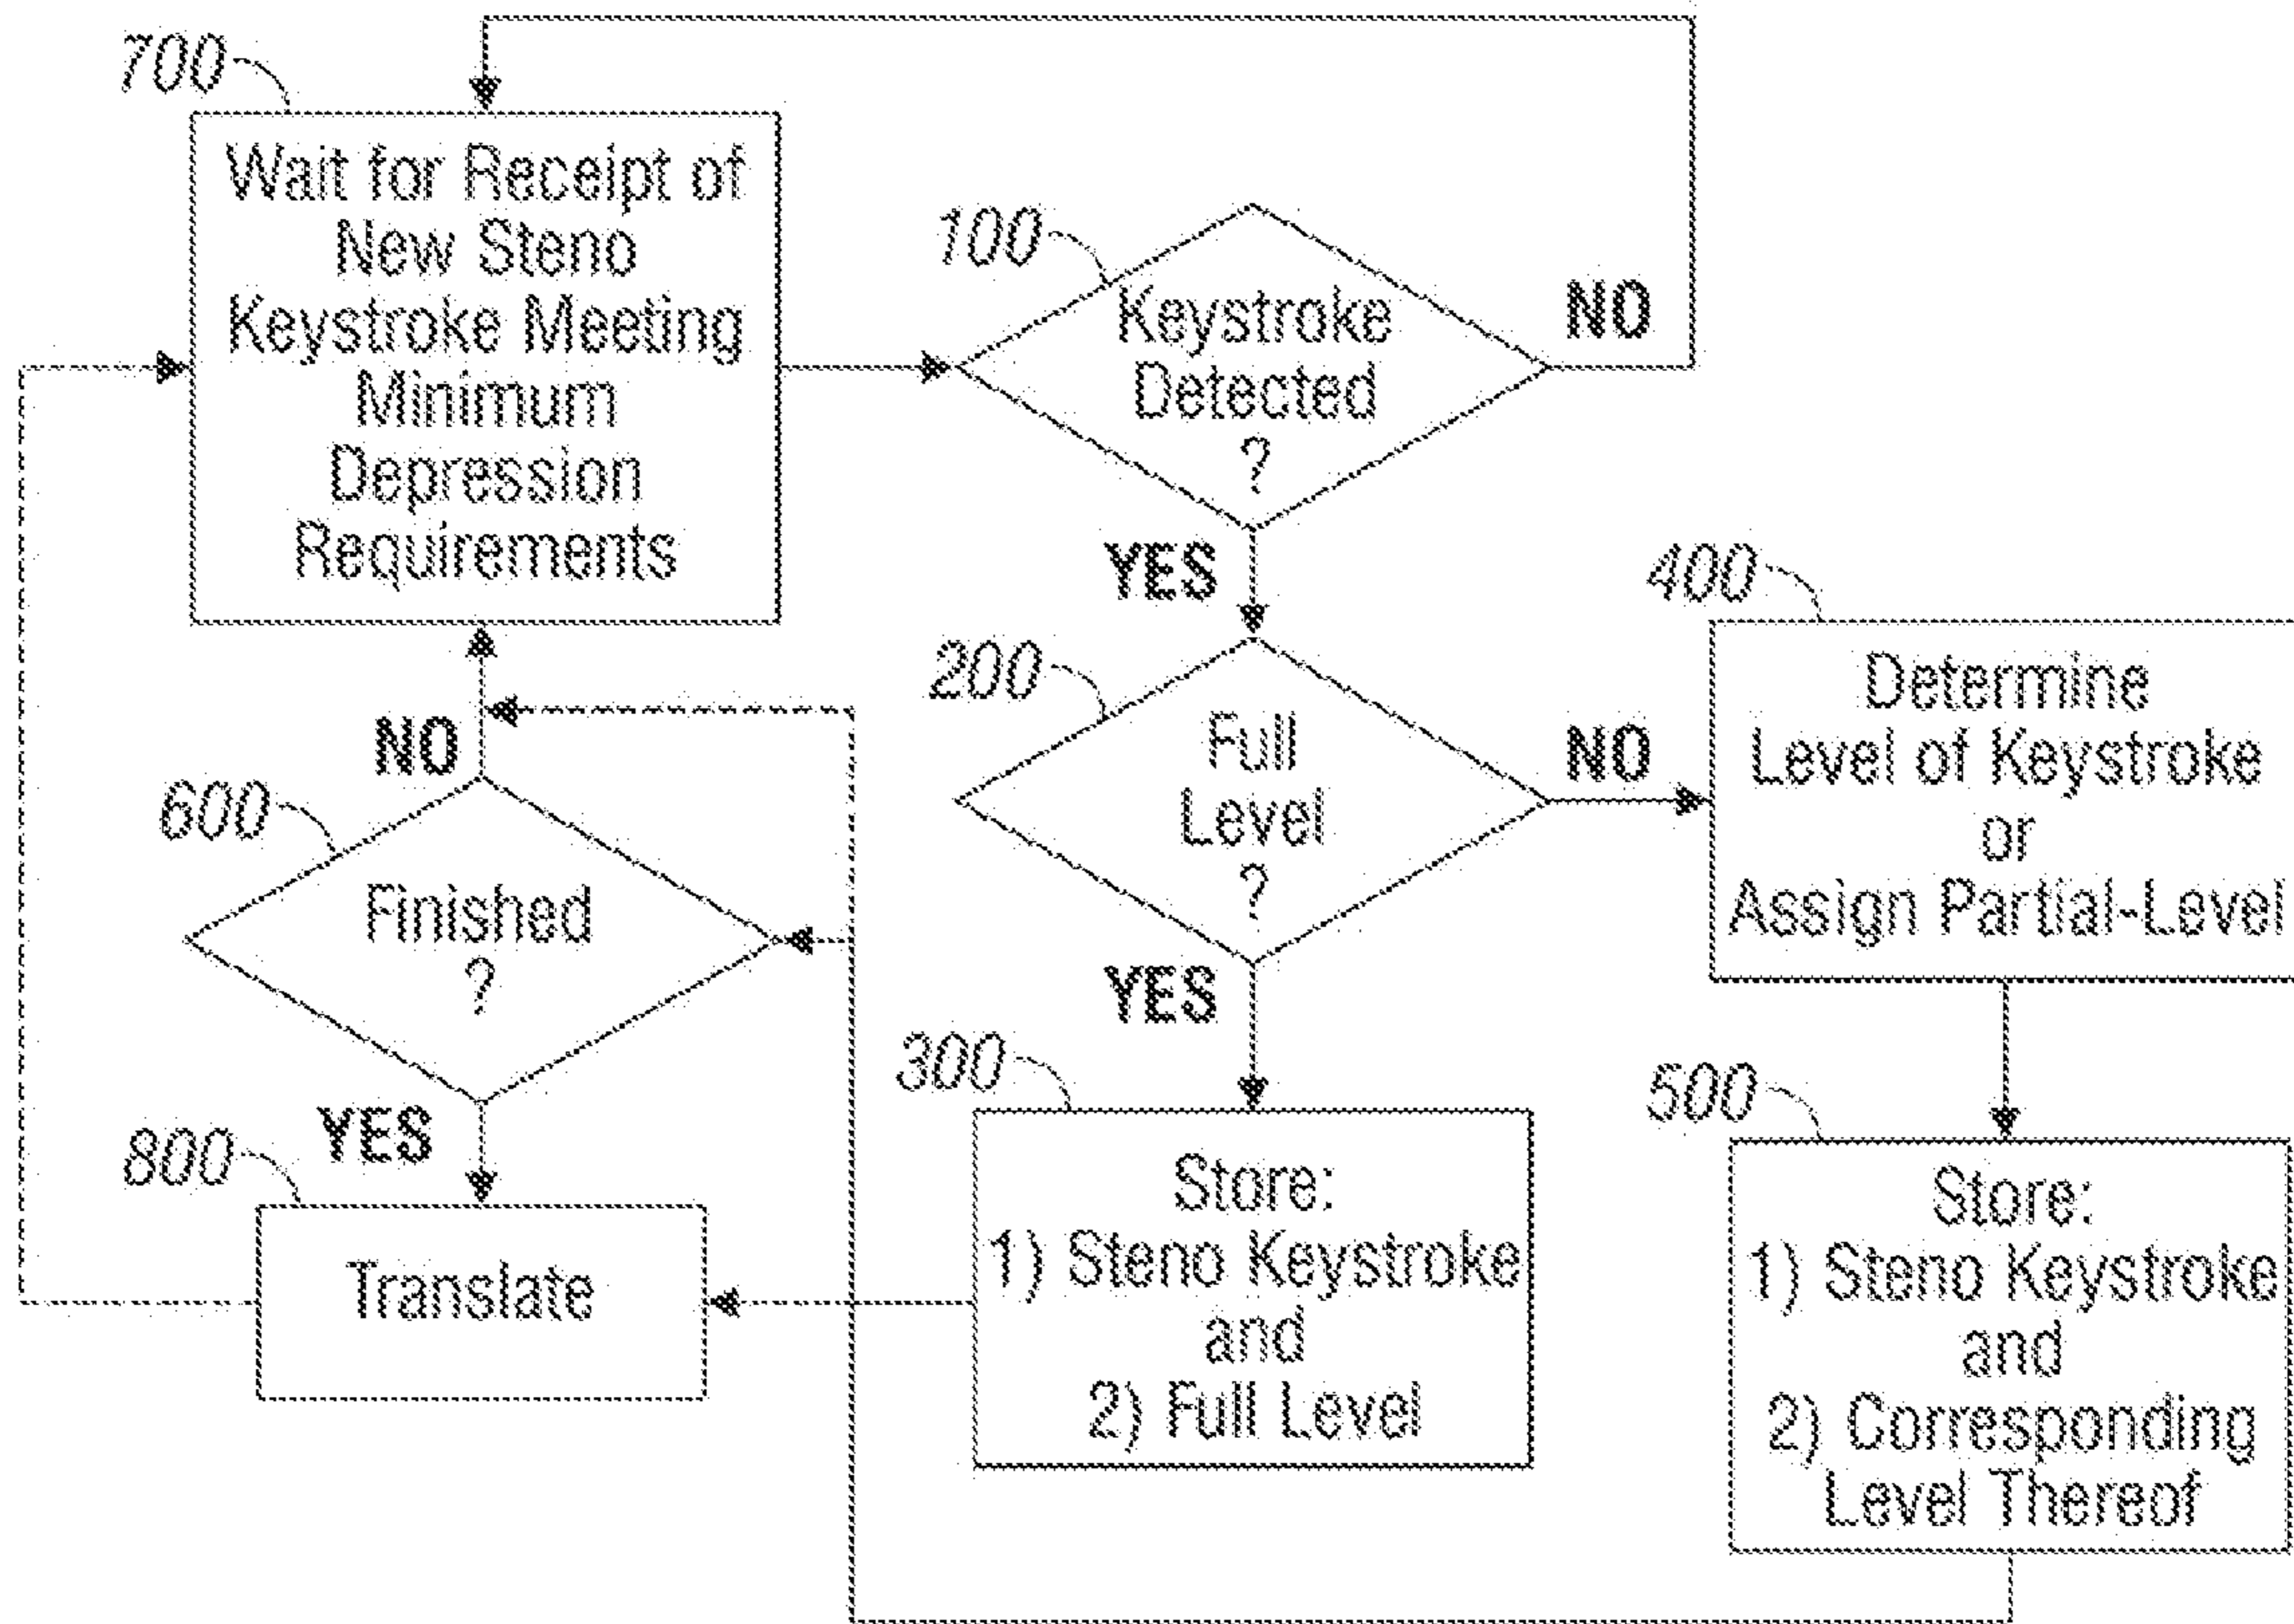 700
Wait for Receipt of
New Steno
Keystroke Meeting
Minimum
Depression
Requirements
100
Keystroke
Detected
?
NO
YES
200
Full
Level
?
NO
YES
400
Determine
Level of Keystroke
or
Assign Partial-Level
600
NO
Finished
?
YES
300
Store:
1) Steno Keystroke
and
2) Full Level
500
Store:
1) Steno Keystroke
and
2) Corresponding
Level Thereof
800
Translate